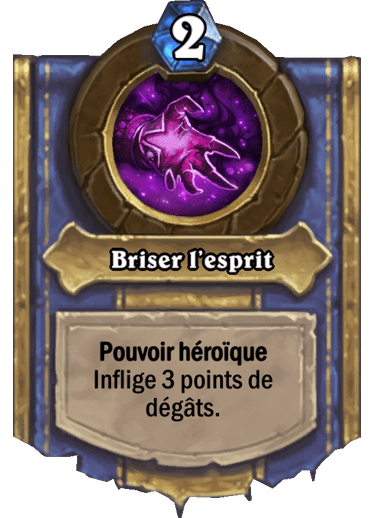 2
Briser l'esprit
Pouvoir héroïque
Inflige 3 points de
dégâts.